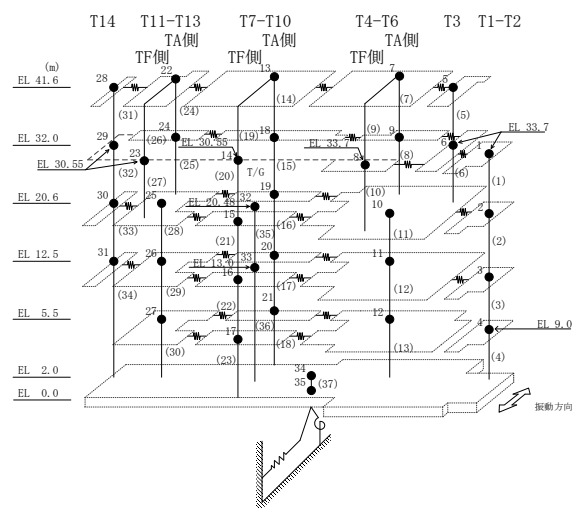 T14 T11-T13 T7-T10 T4-T6 T3 T1-T2
TA側 TA側 TA側
TF側 TF側 TF側
(m)
EL 41.6
28 22 13 7 5
(31) (24) (14) (7) (5)
EL 32.0
29 24 (19) 18 (9) 9 6 1 EL 33.7
(26) EL 30.55 EL 33.7
EL 30.55 23 14 8
(32) (25) (20) T/G (15) (8) (6) (1)
(27) (10)
EL 20.6
30 25 EL 20.48 32 19 10 2
15
(33) (28) (35) (16) (11) (2)
(21)
EL 12.5
31 26 EL 13.0 33 20 11 3
16
(34) (29) (17) (12) (3)
EL 5.5
27 (22) 21 12 4 EL 9.0
(36)
17
(30) (23) (18) (13) (4)
EL 2.0
34
EL 0.0
35 (37)
振動方向